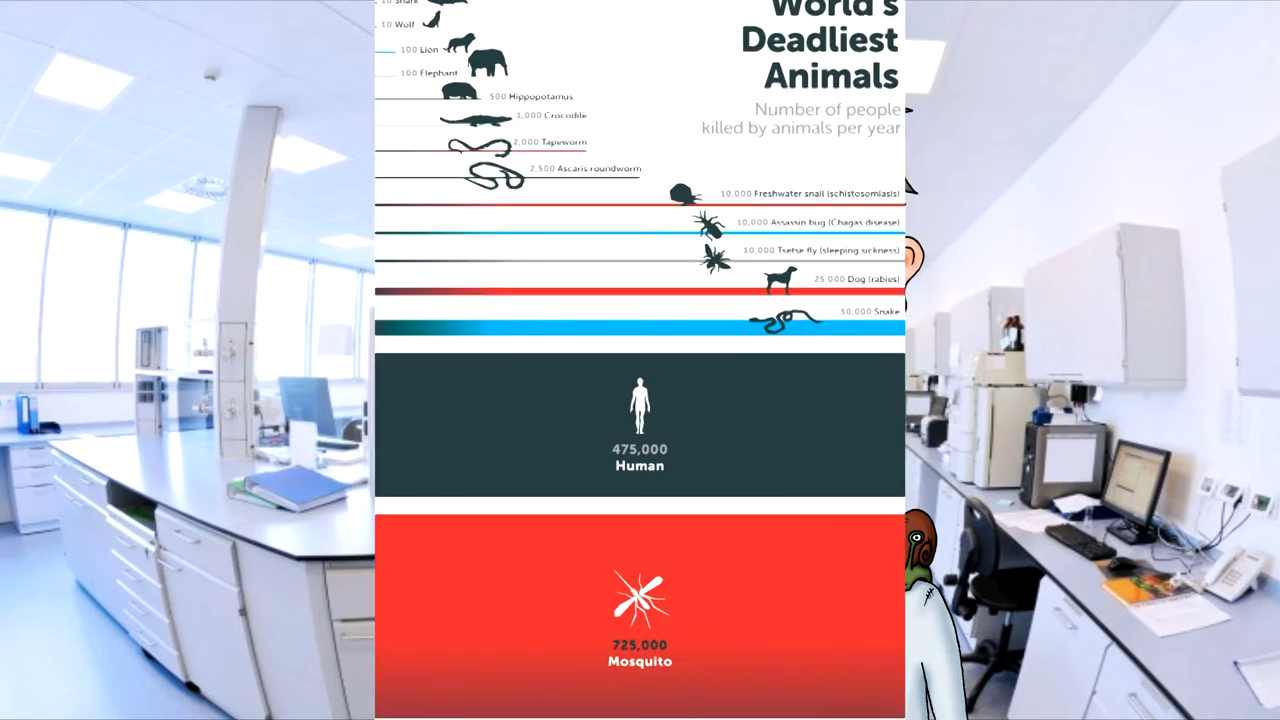 World's
Deadliest
Animals
Number of people
killed by animals per year
10 Shark
10 Wolf
100 Lion
100 Elephant
500 Hippopotamus
1,000 Crocodile
2,000 Tapeworm
2,500 Ascaris roundworm
10,000 Freshwater snail (schistosomiasis)
10,000 Assassin bug (Chagas disease)
10,000 Tsetse fly (sleeping sickness)
25,000 Dog (rabies)
50,000 Snake
475,000
Human
725,000
Mosquito